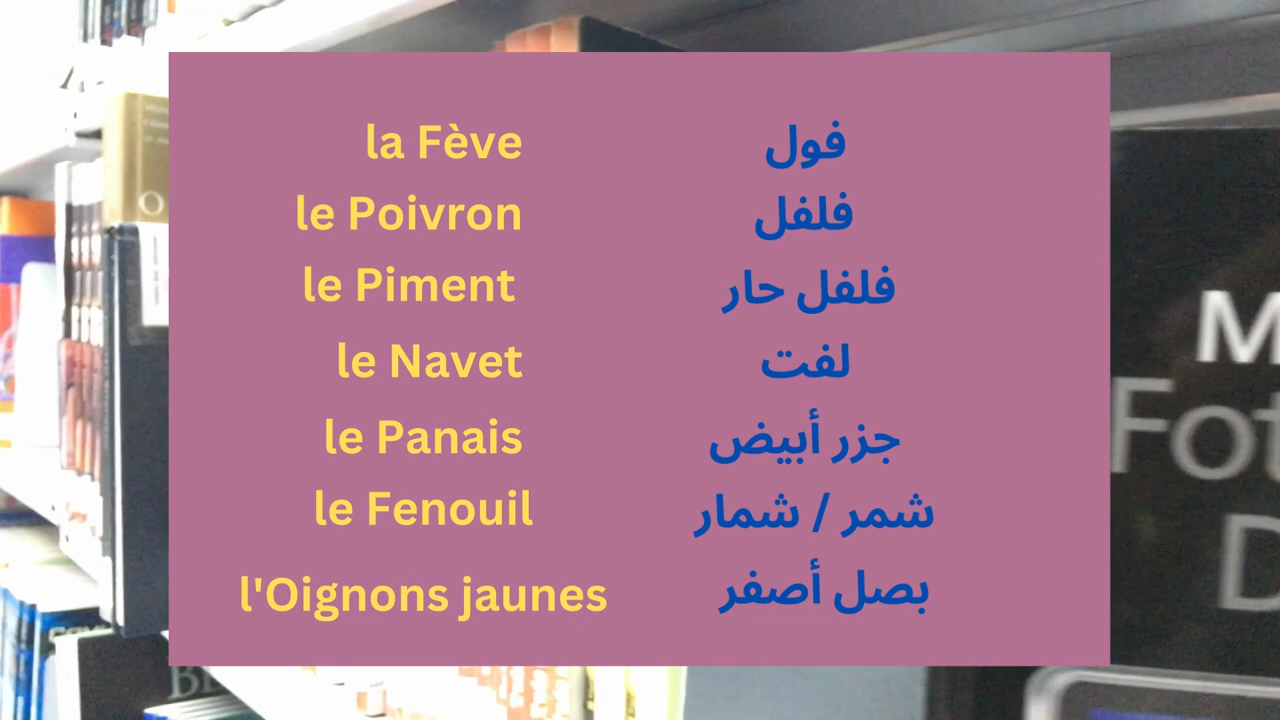 la Fève فول
le Poivron فلفل
le Piment فلفل حار
le Navet لفت
le Panais جزر أبيض
le Fenouil شمر / شمار
l'Oignons jaunes بصل أصفر
M
Fot
D
O